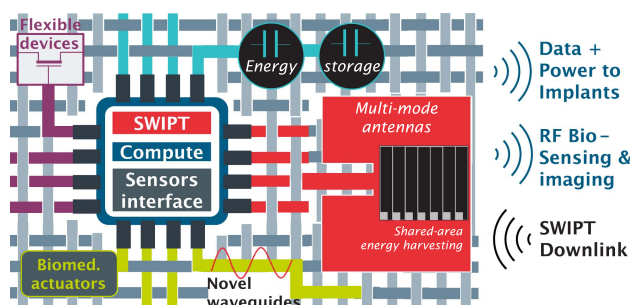 Flexible
devices
Energy
storage
SWIPT
Compute
Sensors
interface
Multi-mode
antennas
Shared-area
energy harvesting
Biomed.
actuators
Novel
waveguides
Data +
Power to
Implants
RF Bio-
Sensing &
imaging
SWIPT
Downlink